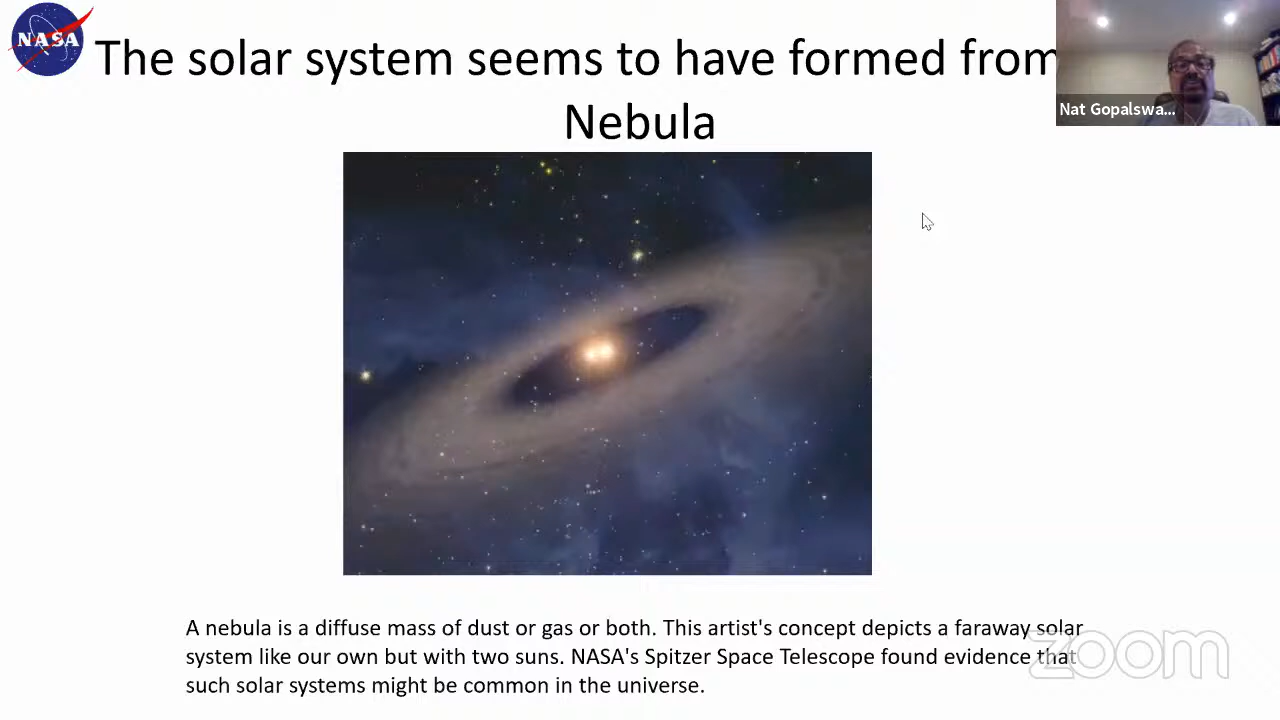 NASA
The solar system seems to have formed from
Nebula
Nat Gopalswa...
A nebula is a diffuse mass of dust or gas or both. This artist's concept depicts a faraway solar
system like our own but with two suns. NASA's Spitzer Space Telescope found evidence that
such solar systems might be common in the universe.
zoom